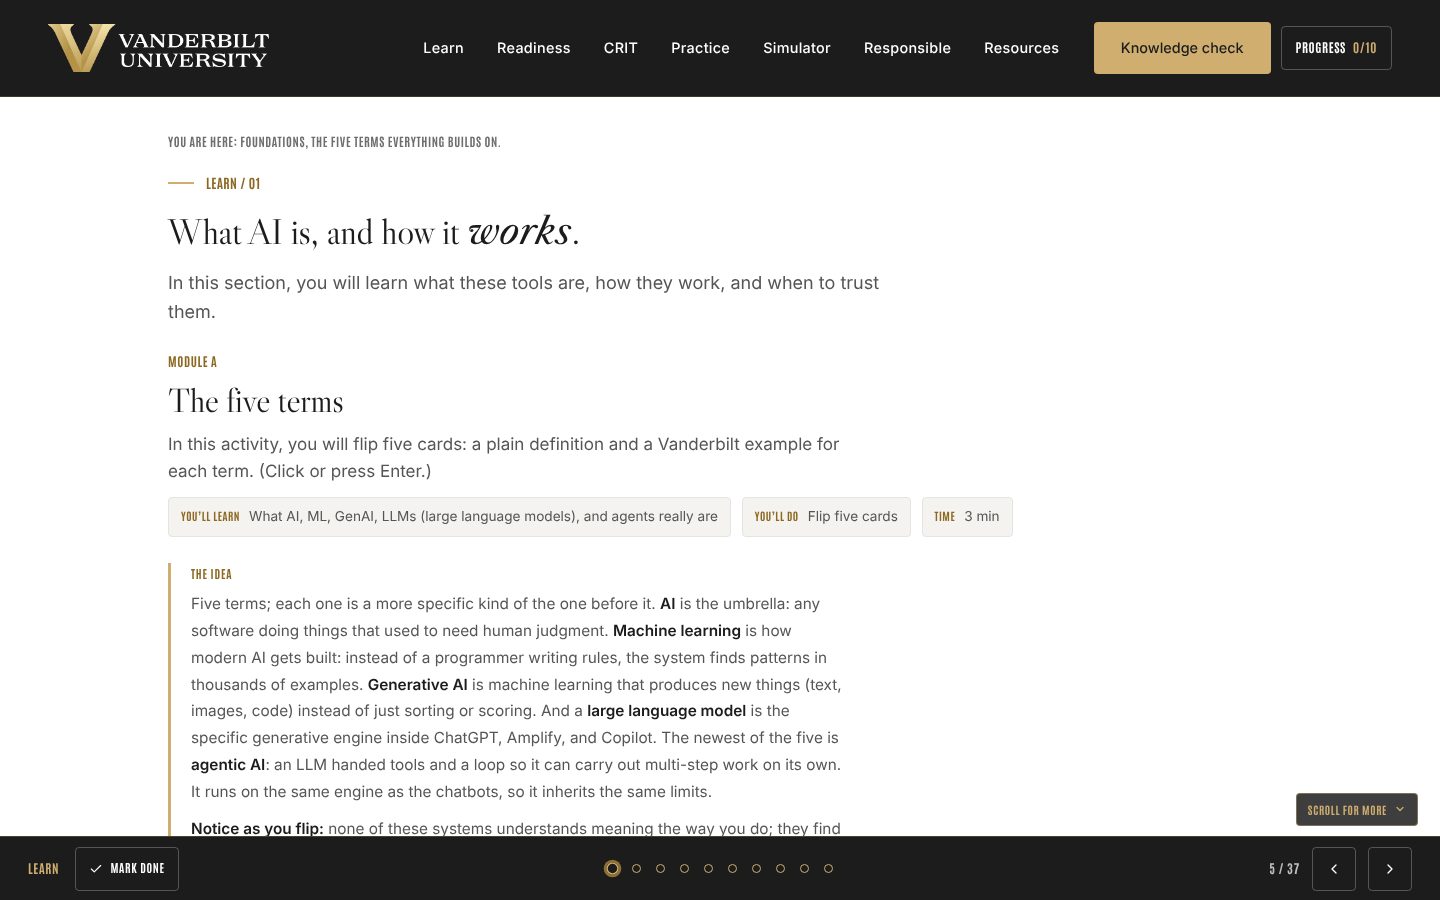 VANDERBILT
UNIVERSITY
Learn
Readiness
CRIT
Practice
Simulator
Responsible
Resources
Knowledge check
PROGRESS 0/10
YOU ARE HERE: FOUNDATIONS, THE FIVE TERMS EVERYTHING BUILDS ON.
LEARN / 01
What AI is, and how it works.
In this section, you will learn what these tools are, how they work, and when to trust
them.
MODULE A
The five terms
In this activity, you will flip five cards: a plain definition and a Vanderbilt example for
each term. (Click or press Enter.)
YOU'LL LEARN What AI, ML, GenAI, LLMs (large language models), and agents really are
YOU'LL DO Flip five cards
TIME 3 min
THE IDEA
Five terms; each one is a more specific kind of the one before it. AI is the umbrella: any
software doing things that used to need human judgment. Machine learning is how
modern AI gets built: instead of a programmer writing rules, the system finds patterns in
thousands of examples. Generative AI is machine learning that produces new things (text,
images, code) instead of just sorting or scoring. And a large language model is the
specific generative engine inside ChatGPT, Amplify, and Copilot. The newest of the five is
agentic AI: an LLM handed tools and a loop so it can carry out multi-step work on its own.
It runs on the same engine as the chatbots, so it inherits the same limits.
Notice as you flip: none of these systems understands meaning the way you do; they find
SCROLL FOR MORE
LEARN
MARK DONE
5 / 37